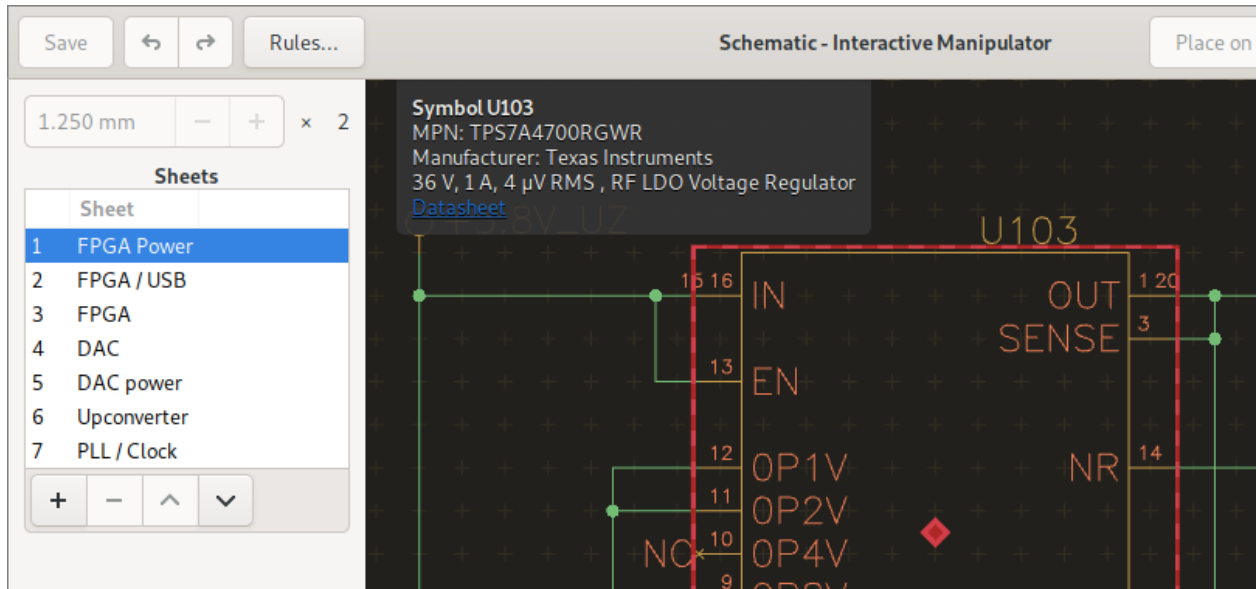 Save
Rules...
Schematic - Interactive Manipulator
Place on
1.250 mm
× 2
Sheets
Sheet
1 FPGA Power
2 FPGA / USB
3 FPGA
4 DAC
5 DAC power
6 Upconverter
7 PLL / Clock
Symbol U103
MPN: TPS7A4700RGWR
Manufacturer: Texas Instruments
36 V, 1 A, 4 µV RMS , RF LDO Voltage Regulator
Datasheet
U103
15 16 IN
OUT 1 20
SENSE 3
13 EN
12 0P1V
NR 14
11 0P2V
NC 10 0P4V
9